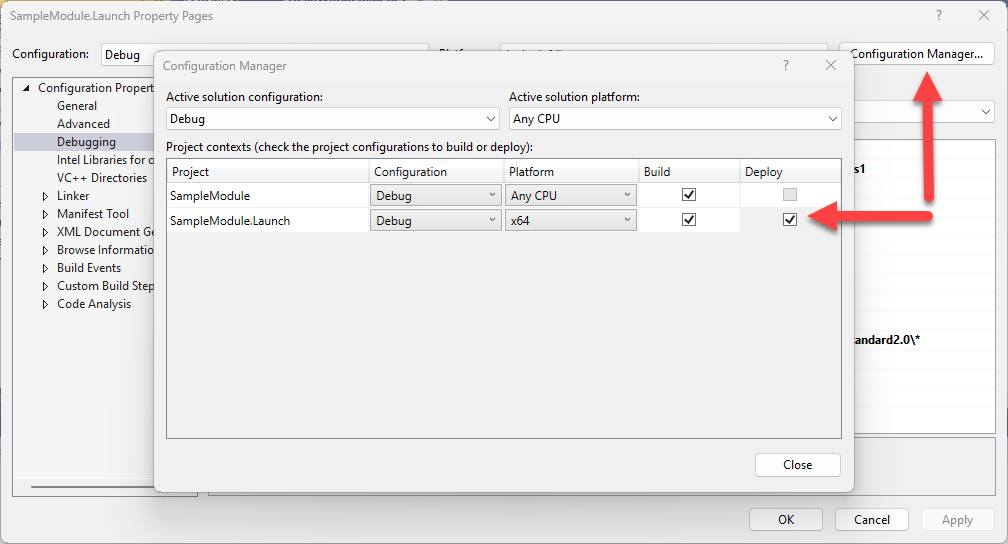 SampleModule.Launch Property Pages ?
Configuration: Debug Configuration Manager...
Configuration Manager ?
Active solution configuration: Active solution platform:
Debug Any CPU
Project contexts (check the project configurations to build or deploy):
Project Configuration Platform Build Deploy
SampleModule Debug Any CPU
SampleModule.Launch Debug x64
Close
Configuration Propert
General
Advanced
Debugging
Intel Libraries for o
VC++ Directories
Linker
Manifest Tool
XML Document Ge
Browse Informatio
Build Events
Custom Build Step
Code Analysis
s1
tandard2.0\*
OK Cancel Apply